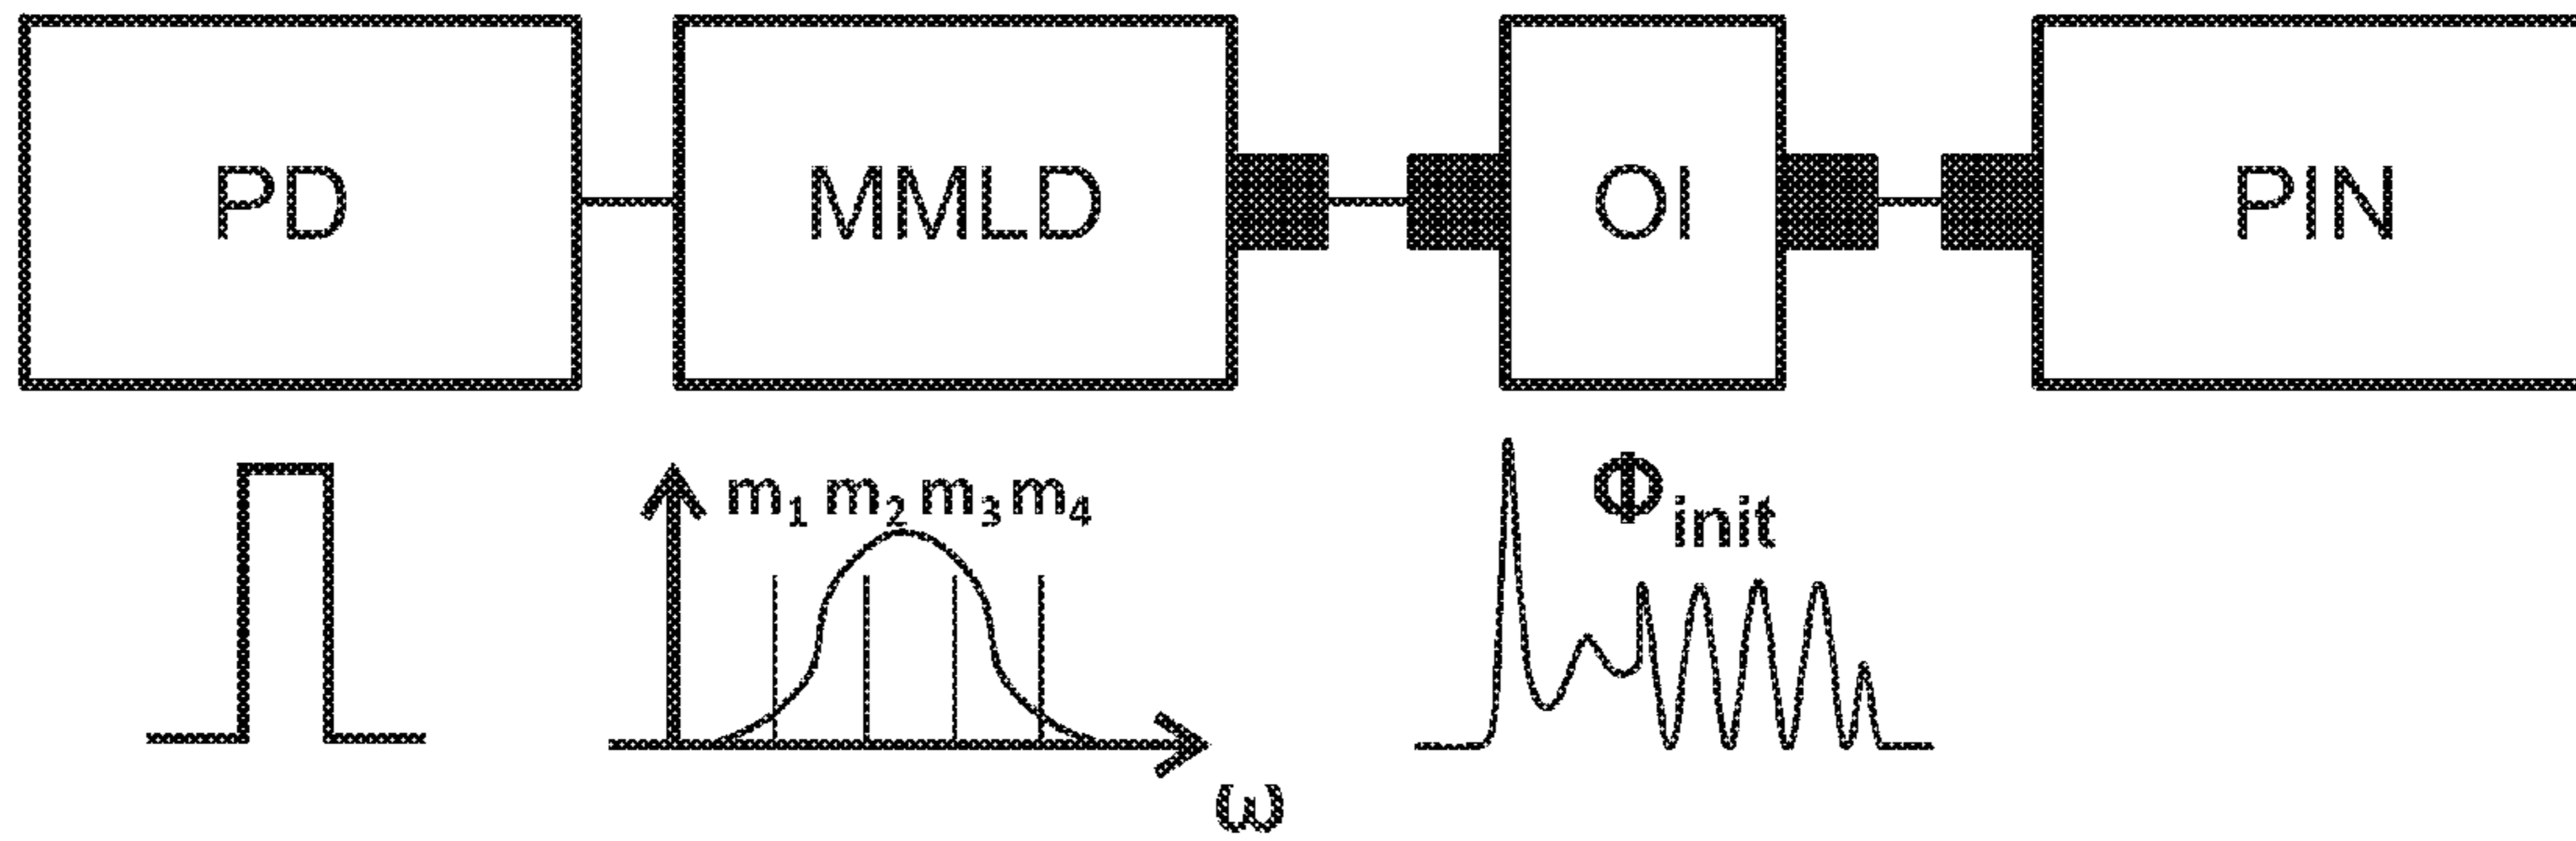 PD MMLD OI PIN
m₁ m₂ m₃ m₄
Φinit
ω